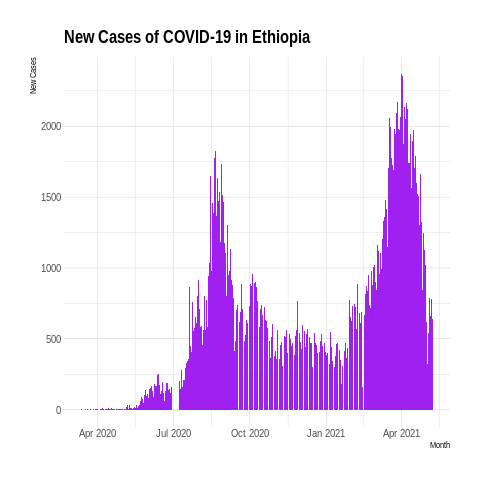 New Cases of COVID-19 in Ethiopia
New Cases
2000
1500
1000
500
0
Apr 2020 Jul 2020 Oct 2020 Jan 2021 Apr 2021
Month